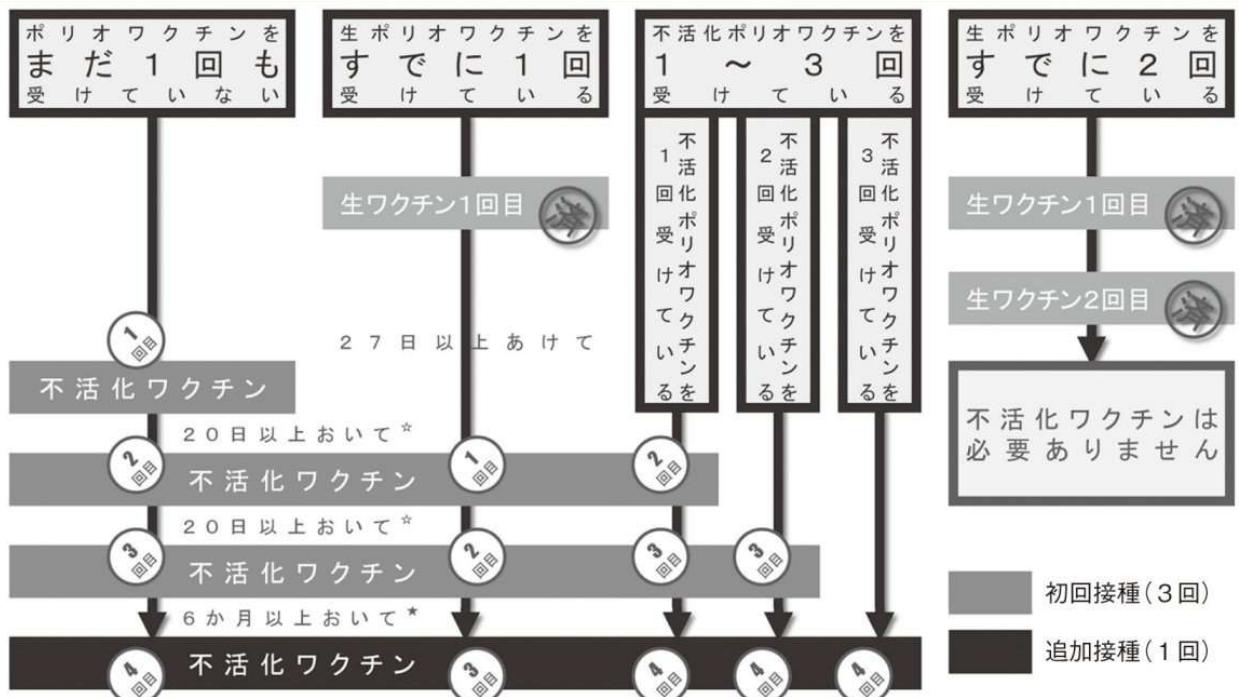 ポリオワクチンを
まだ1回も
受けていない
生ポリオワクチンを
すでに1回
受けている
不活化ポリオワクチンを
1～3回
受けている
生ポリオワクチンを
すでに2回
受けている
不活化ポリオワクチンを
1回受けている
不活化ポリオワクチンを
2回受けている
不活化ポリオワクチンを
3回受けている
生ワクチン1回目 済
生ワクチン1回目 済
生ワクチン2回目 済
27日以上あけて
1回目
不活化ワクチン
20日以上おいて☆
2回目
不活化ワクチン
1回目
2回目
20日以上おいて☆
3回目
不活化ワクチン
2回目
3回目
3回目
6か月以上おいて★
4回目
不活化ワクチン
3回目
4回目
4回目
4回目
不活化ワクチンは
必要ありません
初回接種(3回)
追加接種(1回)